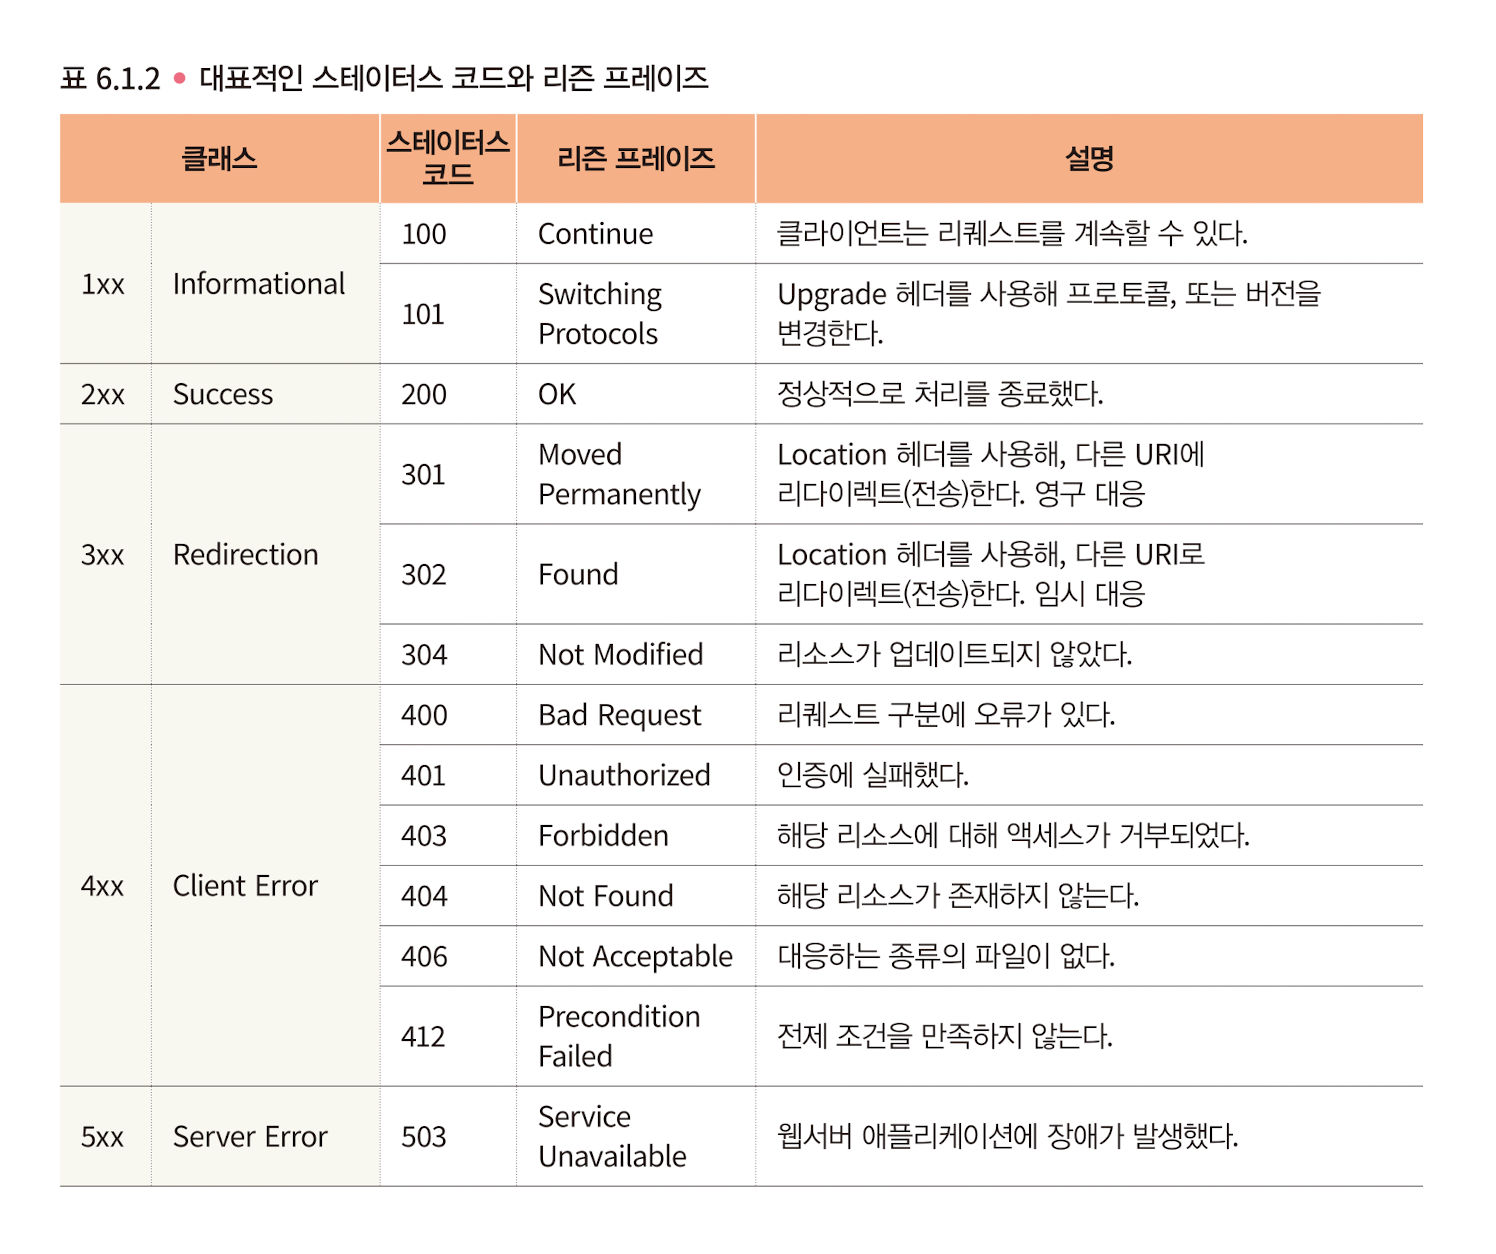 표 6.1.2 • 대표적인 스테이터스 코드와 리즌 프레이즈
클래스
스테이터스
코드
리즌 프레이즈
설명
1xx
Informational
100
Continue
클라이언트는 리퀘스트를 계속할 수 있다.
101
Switching
Protocols
Upgrade 헤더를 사용해 프로토콜, 또는 버전을
변경한다.
2xx
Success
200
OK
정상적으로 처리를 종료했다.
3xx
Redirection
301
Moved
Permanently
Location 헤더를 사용해, 다른 URI에
리다이렉트(전송)한다. 영구 대응
302
Found
Location 헤더를 사용해, 다른 URI로
리다이렉트(전송)한다. 임시 대응
304
Not Modified
리소스가 업데이트되지 않았다.
4xx
Client Error
400
Bad Request
리퀘스트 구분에 오류가 있다.
401
Unauthorized
인증에 실패했다.
403
Forbidden
해당 리소스에 대해 액세스가 거부되었다.
404
Not Found
해당 리소스가 존재하지 않는다.
406
Not Acceptable
대응하는 종류의 파일이 없다.
412
Precondition
Failed
전제 조건을 만족하지 않는다.
5xx
Server Error
503
Service
Unavailable
웹서버 애플리케이션에 장애가 발생했다.